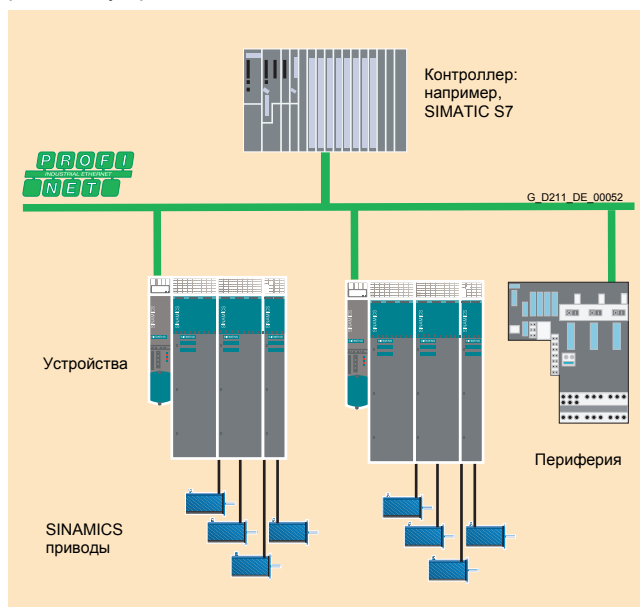 Контроллер:
например,
SIMATIC S7
PROFI
INDUSTRIAL ETHERNET
NET
G_D211_DE_00052
Устройства
Периферия
SINAMICS
приводы